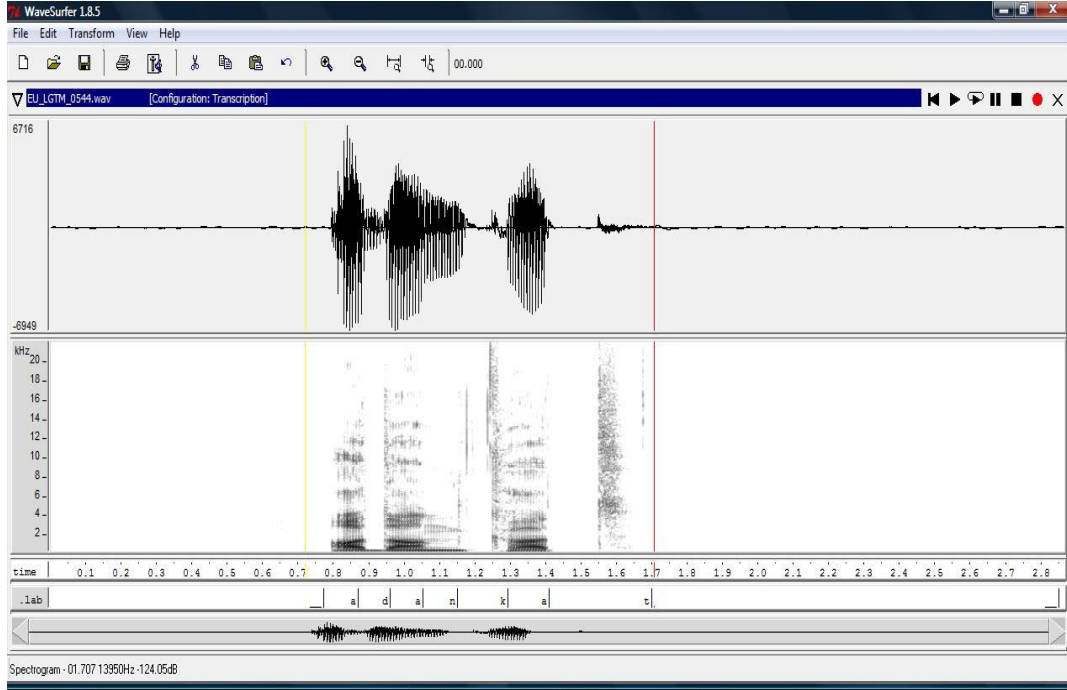 WaveSurfer 1.8.5
File Edit Transform View Help
00.000
EU_LGTM_0544.wav [Configuration: Transcription]
6716
-6949
kHz
20
18
16
14
12
10
8
6
4
2
time 0.1 0.2 0.3 0.4 0.5 0.6 0.7 0.8 0.9 1.0 1.1 1.2 1.3 1.4 1.5 1.6 1.7 1.8 1.9 2.0 2.1 2.2 2.3 2.4 2.5 2.6 2.7 2.8
.lab __ a d a n k a t __
Spectrogram - 01.707 13950Hz -124.05dB